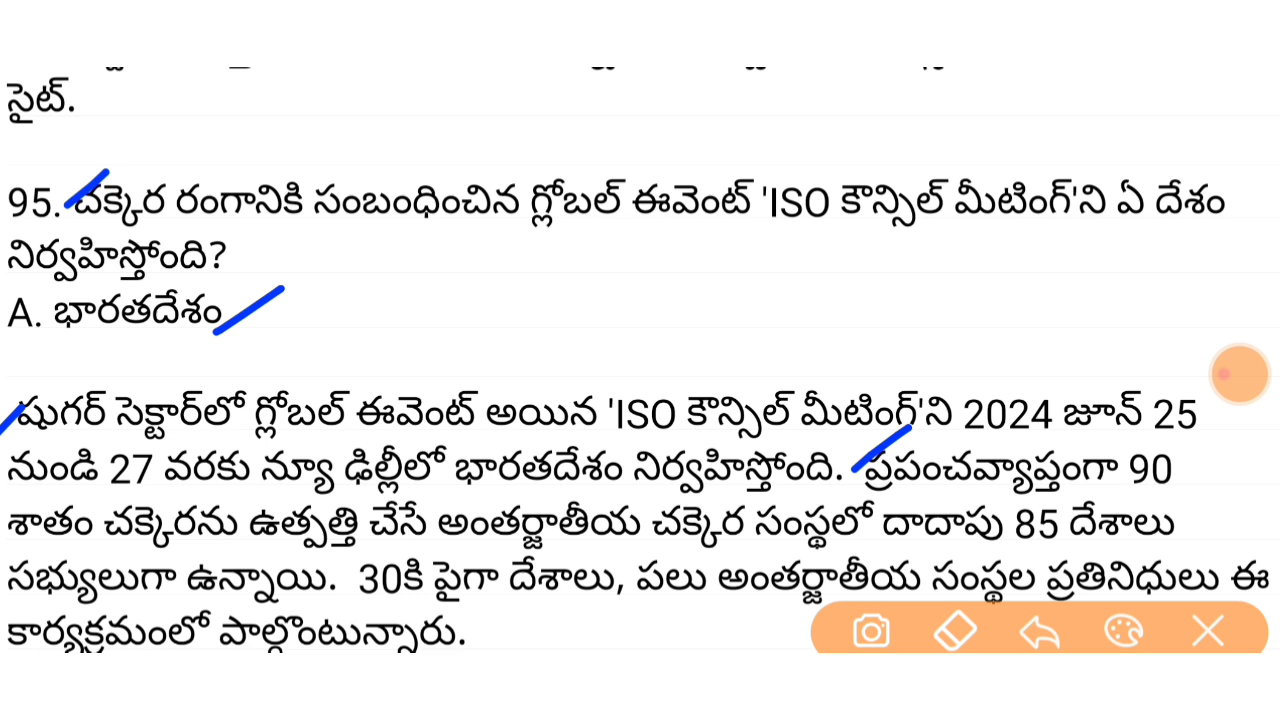 సైట్.
95. చక్కెర రంగానికి సంబంధించిన గ్లోబల్ ఈవెంట్ 'ISO కౌన్సిల్ మీటింగ్'ని ఏ దేశం
నిర్వహిస్తోంది?
A. భారతదేశం
షుగర్ సెక్టార్‌లో గ్లోబల్ ఈవెంట్ అయిన 'ISO కౌన్సిల్ మీటింగ్'ని 2024 జూన్ 25
నుండి 27 వరకు న్యూ ఢిల్లీలో భారతదేశం నిర్వహిస్తోంది. ప్రపంచవ్యాప్తంగా 90
శాతం చక్కెరను ఉత్పత్తి చేసే అంతర్జాతీయ చక్కెర సంస్థలో దాదాపు 85 దేశాలు
సభ్యులుగా ఉన్నాయి. 30కి పైగా దేశాలు, పలు అంతర్జాతీయ సంస్థల ప్రతినిధులు ఈ
కార్యక్రమంలో పాల్గొంటున్నారు.